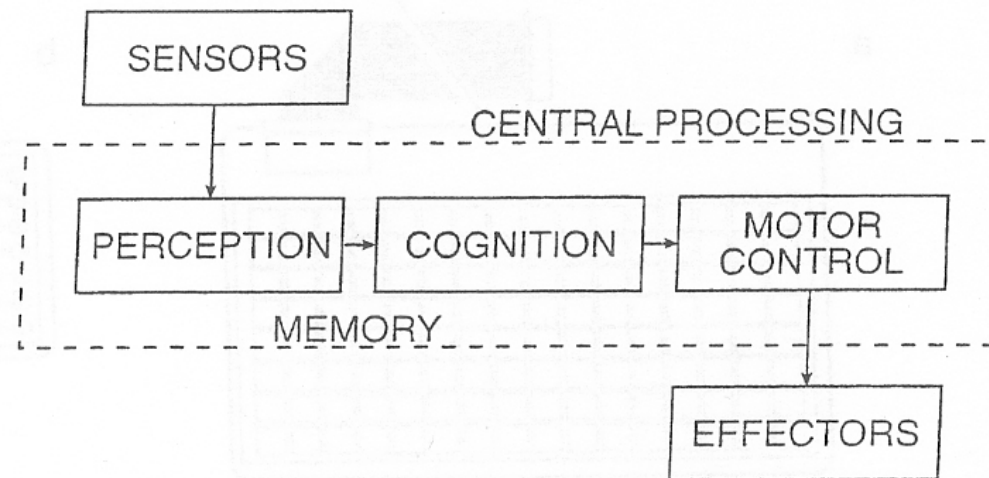 SENSORS
CENTRAL PROCESSING
PERCEPTION
COGNITION
MOTOR
CONTROL
MEMORY
EFFECTORS